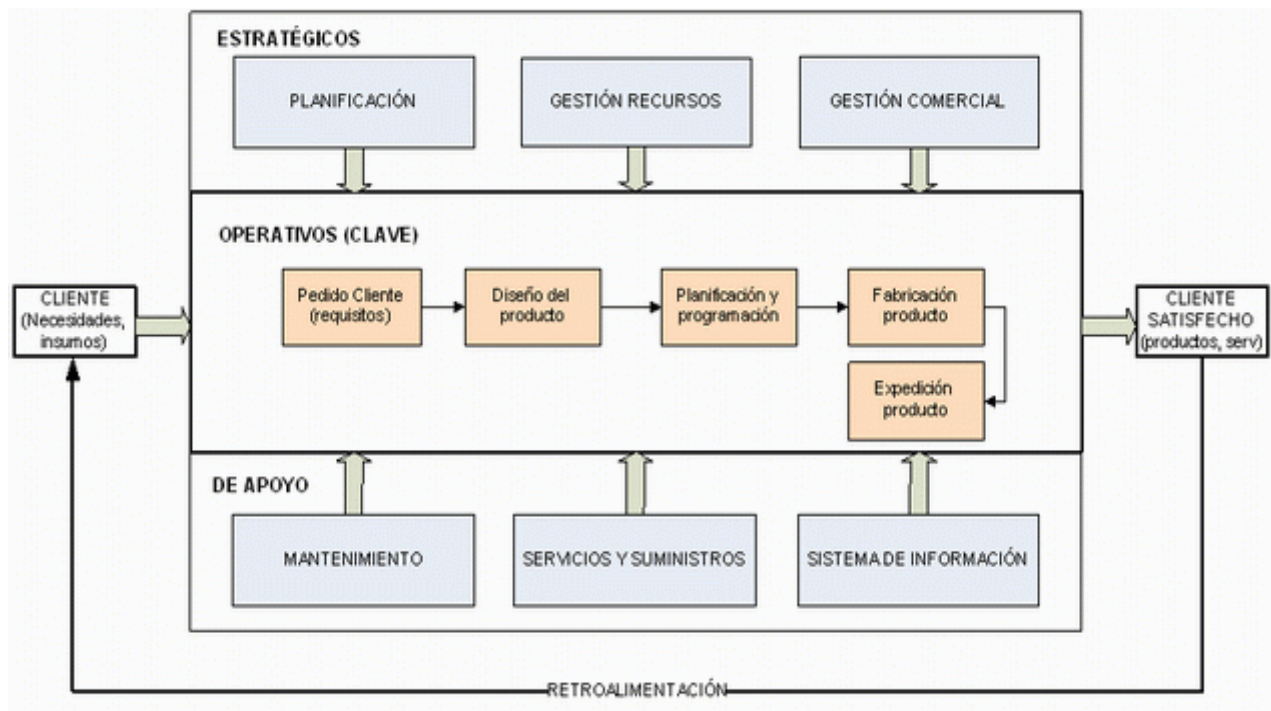 ESTRATÉGICOS
PLANIFICACIÓN
GESTIÓN RECURSOS
GESTIÓN COMERCIAL
OPERATIVOS (CLAVE)
CLIENTE
(Necesidades,
insumos)
Pedido Cliente
(requisitos)
Diseño del
producto
Planificación y
programación
Fabricación
producto
Expedición
producto
CLIENTE
SATISFECHO
(productos, serv)
DE APOYO
MANTENIMIENTO
SERVICIOS Y SUMINISTROS
SISTEMA DE INFORMACIÓN
RETROALIMENTACIÓN